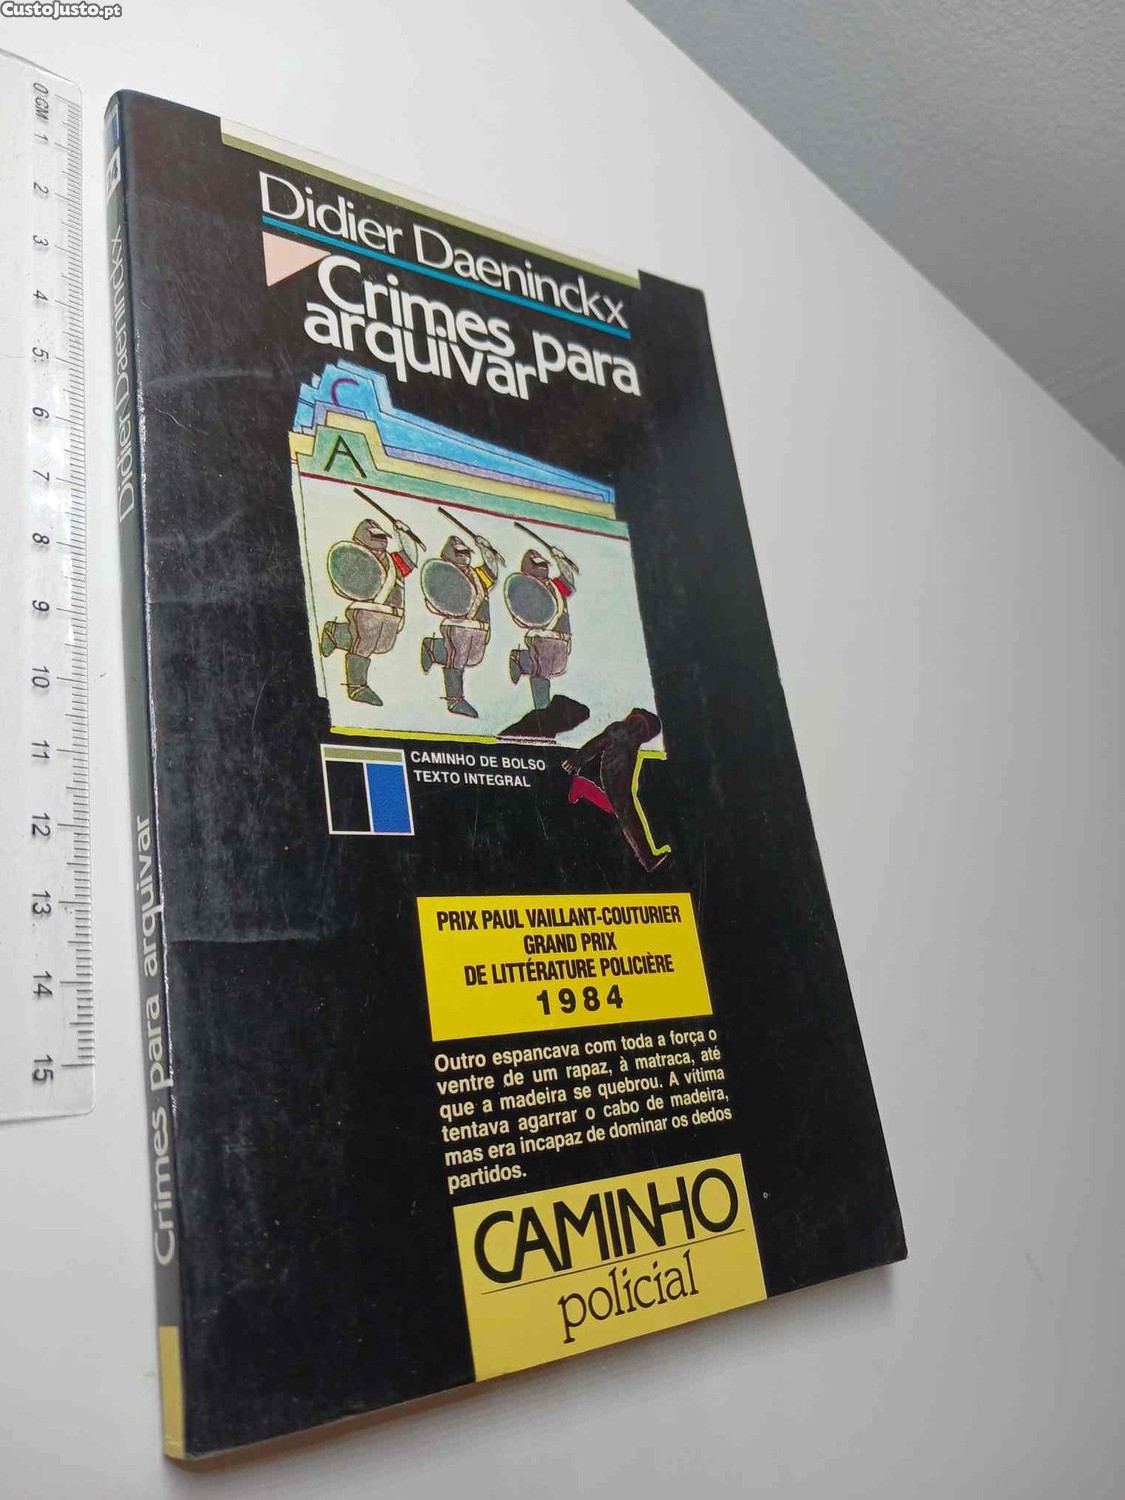 CustoJusto.pt
0 CM 1 2 3 4 5 6 7 8 9 10 11 12 13 14 15
Didier Daeninckx
Crimes para arquivar
Didier Daeninckx
Crimes para
arquivar
C
A
CAMINHO DE BOLSO
TEXTO INTEGRAL
PRIX PAUL VAILLANT-COUTURIER
GRAND PRIX
DE LITTÉRATURE POLICIÈRE
1984
Outro espancava com toda a força o
ventre de um rapaz, à matraca, até
que a madeira se quebrou. A vítima
tentava agarrar o cabo de madeira,
mas era incapaz de dominar os dedos
partidos.
CAMINHO
policial